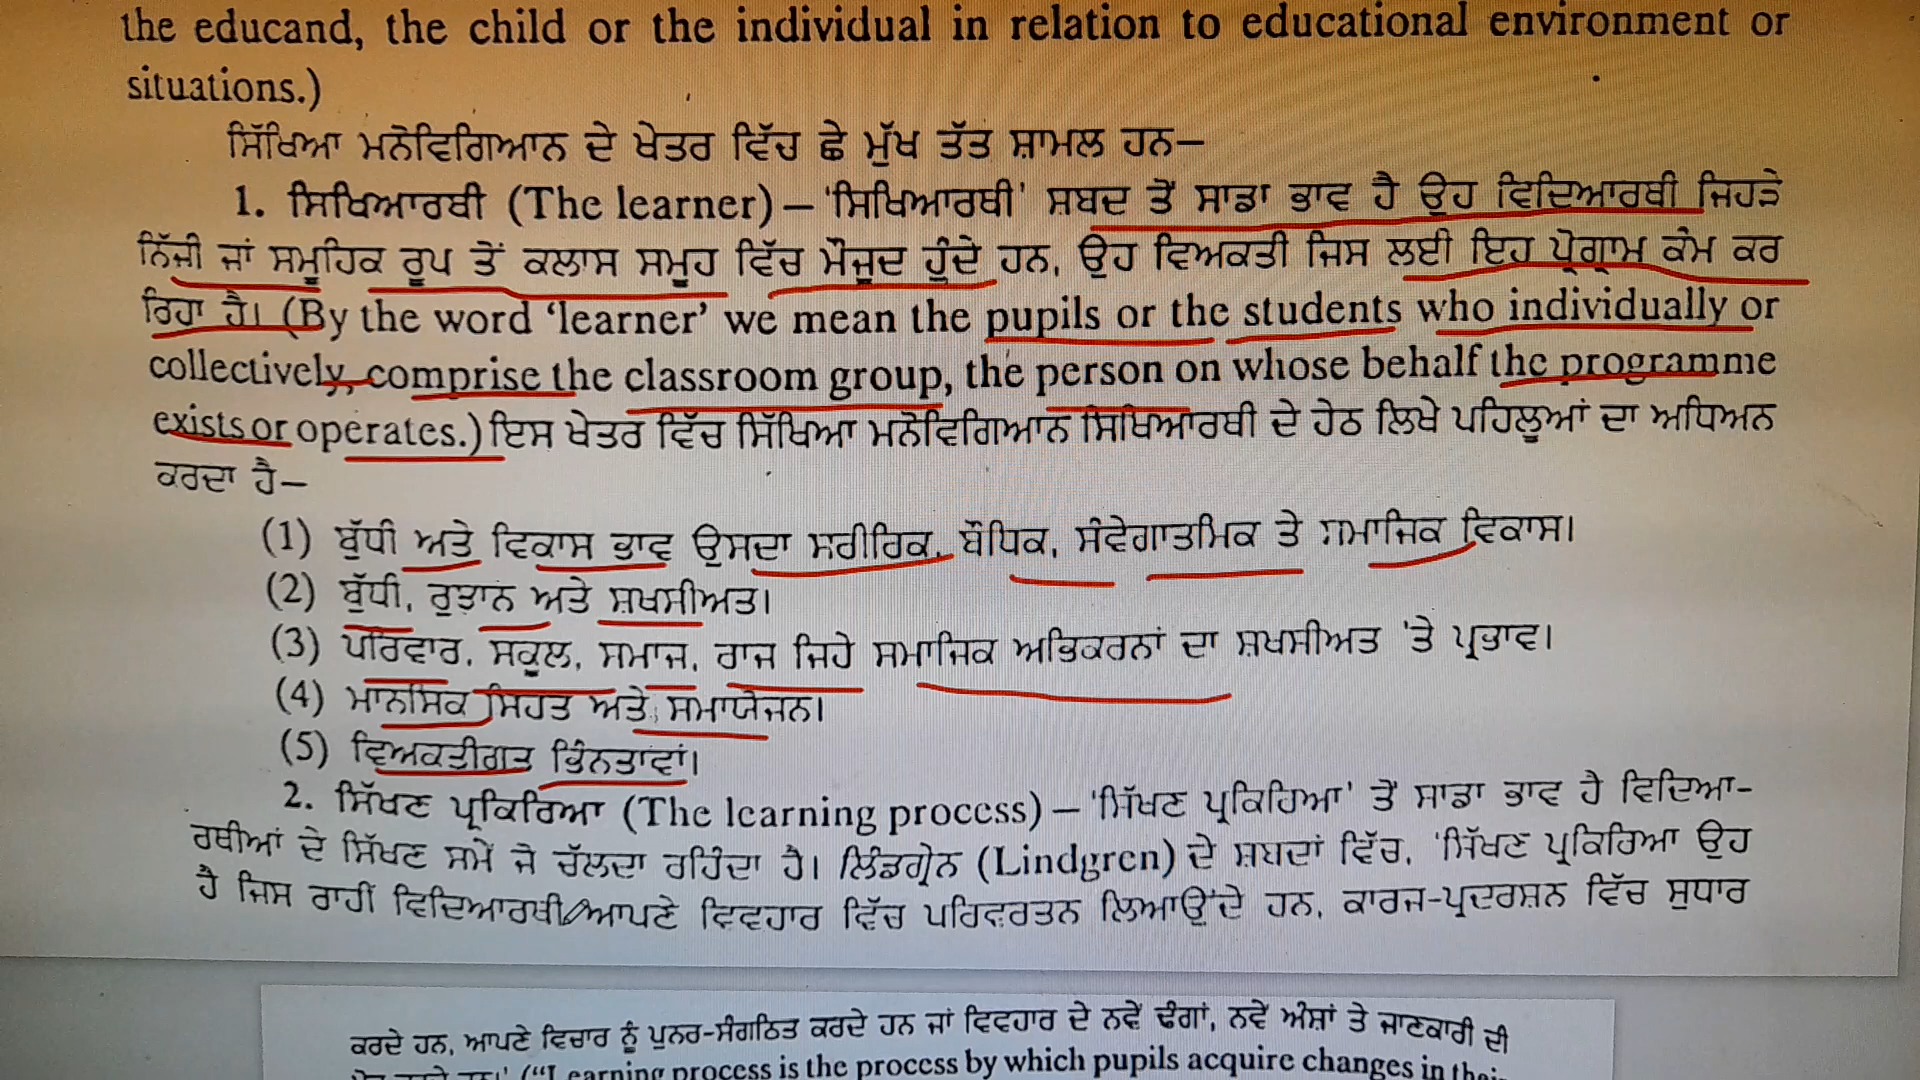 the educand, the child or the individual in relation to educational environment or
situations.)
ਸਿੱਖਿਆ ਮਨੋਵਿਗਿਆਨ ਦੇ ਖੇਤਰ ਵਿੱਚ ਛੇ ਮੁੱਖ ਤੱਤ ਸ਼ਾਮਲ ਹਨ—
1. ਸਿਖਿਆਰਥੀ (The learner) — 'ਸਿਖਿਆਰਥੀ' ਸ਼ਬਦ ਤੋਂ ਸਾਡਾ ਭਾਵ ਹੈ ਉਹ ਵਿਦਿਆਰਥੀ ਜਿਹੜੇ
ਨਿੱਜੀ ਜਾਂ ਸਮੂਹਿਕ ਰੂਪ ਤੋਂ ਕਲਾਸ ਸਮੂਹ ਵਿੱਚ ਮੌਜੂਦ ਹੁੰਦੇ ਹਨ, ਉਹ ਵਿਅਕਤੀ ਜਿਸ ਲਈ ਇਹ ਪ੍ਰੋਗ੍ਰਾਮ ਕੰਮ ਕਰ
ਰਿਹਾ ਹੈ। (By the word ‘learner’ we mean the pupils or the students who individually or
collectively, comprise the classroom group, the person on whose behalf the programme
exists or operates.) ਇਸ ਖੇਤਰ ਵਿੱਚ ਸਿੱਖਿਆ ਮਨੋਵਿਗਿਆਨ ਸਿਖਿਆਰਥੀ ਦੇ ਹੇਠ ਲਿਖੇ ਪਹਿਲੂਆਂ ਦਾ ਅਧਿਅਨ
ਕਰਦਾ ਹੈ—
(1) ਬੁੱਧੀ ਅਤੇ ਵਿਕਾਸ ਭਾਵ ਉਸਦਾ ਸਰੀਰਿਕ, ਬੌਧਿਕ, ਸੰਵੇਗਾਤਮਿਕ ਤੇ ਸਮਾਜਿਕ ਵਿਕਾਸ।
(2) ਬੁੱਧੀ, ਰੁਝਾਨ ਅਤੇ ਸ਼ਖਸੀਅਤ।
(3) ਪਰਿਵਾਰ, ਸਕੂਲ, ਸਮਾਜ, ਰਾਜ ਜਿਹੇ ਸਮਾਜਿਕ ਅਭਿਕਰਨਾਂ ਦਾ ਸ਼ਖਸੀਅਤ 'ਤੇ ਪ੍ਰਭਾਵ।
(4) ਮਾਨਸਿਕ ਸਿਹਤ ਅਤੇ ਸਮਾਯੋਜਨ।
(5) ਵਿਅਕਤੀਗਤ ਭਿੰਨਤਾਵਾਂ।
2. ਸਿੱਖਣ ਪ੍ਰਕਿਰਿਆ (The learning process) — 'ਸਿੱਖਣ ਪ੍ਰਕਿਹਿਆ' ਤੋਂ ਸਾਡਾ ਭਾਵ ਹੈ ਵਿਦਿਆ-
ਰਥੀਆਂ ਦੇ ਸਿੱਖਣ ਸਮੇਂ ਜੋ ਚੱਲਦਾ ਰਹਿੰਦਾ ਹੈ। ਲਿੰਡਗ੍ਰੇਨ (Lindgren) ਦੇ ਸ਼ਬਦਾਂ ਵਿੱਚ, 'ਸਿੱਖਣ ਪ੍ਰਕਿਰਿਆ ਉਹ
ਹੈ ਜਿਸ ਰਾਹੀਂ ਵਿਦਿਆਰਥੀ ਆਪਣੇ ਵਿਵਹਾਰ ਵਿੱਚ ਪਰਿਵਰਤਨ ਲਿਆਉਂਦੇ ਹਨ, ਕਾਰਜ-ਪ੍ਰਦਰਸ਼ਨ ਵਿੱਚ ਸੁਧਾਰ
ਕਰਦੇ ਹਨ, ਆਪਣੇ ਵਿਚਾਰ ਨੂੰ ਪੁਨਰ-ਸੰਗਠਿਤ ਕਰਦੇ ਹਨ ਜਾਂ ਵਿਵਹਾਰ ਦੇ ਨਵੇਂ ਢੰਗਾਂ, ਨਵੇਂ ਅੰਸ਼ਾਂ ਤੇ ਜਾਣਕਾਰੀ ਦੀ
(“Learning process is the process by which pupils acquire changes in their